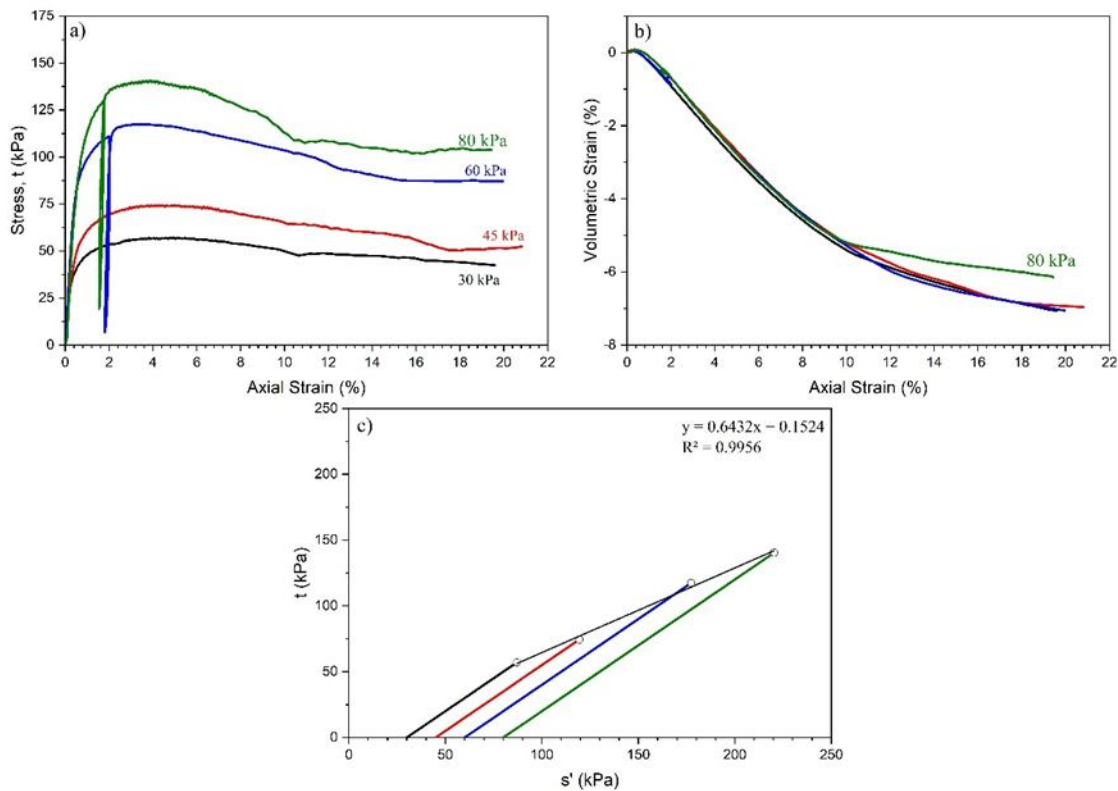 a)
175
150
125
100
75
50
25
0
Stress, t (kPa)
80 kPa
60 kPa
45 kPa
30 kPa
0 2 4 6 8 10 12 14 16 18 20 22
Axial Strain (%)
b)
0
-2
-4
-6
-8
Volumetric Strain (%)
80 kPa
0 2 4 6 8 10 12 14 16 18 20 22
Axial Strain (%)
c)
y = 0.6432x − 0.1524
R² = 0.9956
250
200
150
100
50
0
t (kPa)
0 50 100 150 200 250
s' (kPa)